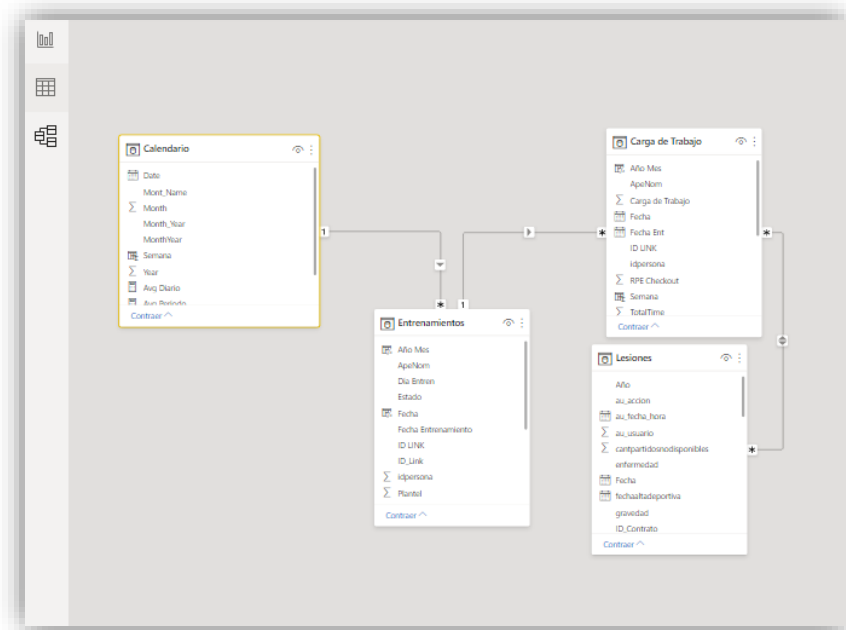 Calendario
Date
Mont_Name
Month
Month_Year
MonthYear
Semana
Year
Avg Diario
Avg Periodo
Contraer
1
*
1
Entrenamientos
Año Mes
ApeNom
Dia Entren
Estado
Fecha
Fecha Entrenamiento
ID LINK
ID_Link
idpersona
Plantel
Contraer
Carga de Trabajo
Año Mes
ApeNom
Carga de Trabajo
Fecha
Fecha Ent
ID LINK
idpersona
RPE Checkout
Semana
TotalTime
Contraer
*
*
Lesiones
Año
au_accion
au_fecha_hora
au_usuario
cantpartidosnodisponibles
enfermedad
Fecha
fechaaltadeportiva
gravedad
ID_Contrato
Contraer
*